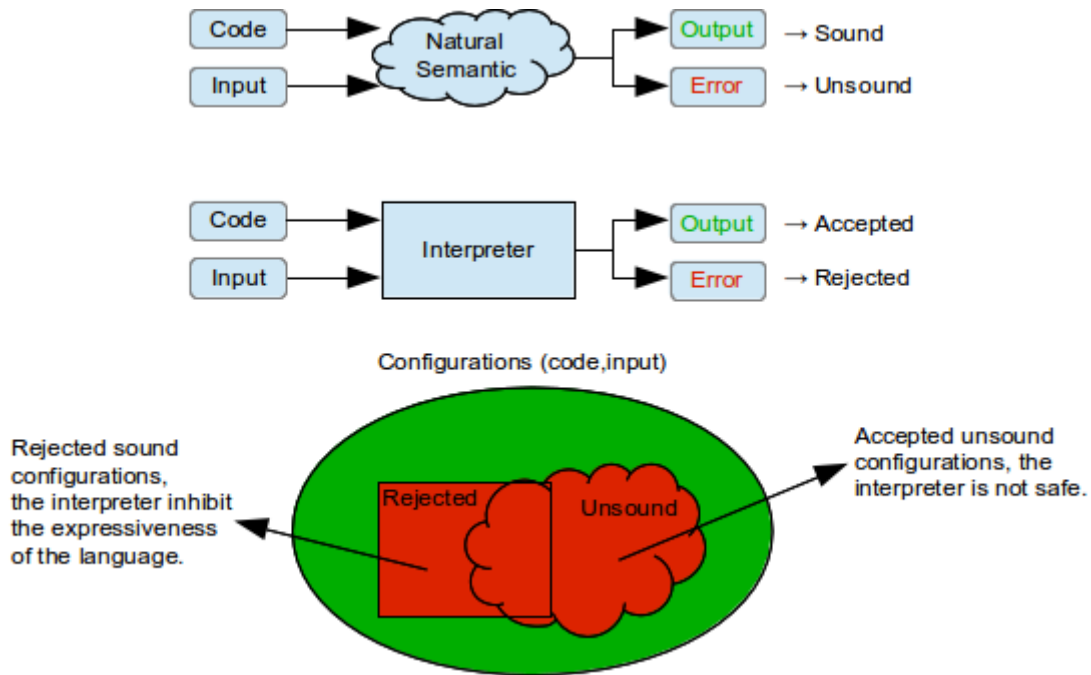 Code
Natural
Semantic
Output
→ Sound
Input
Error
→ Unsound
Code
Interpreter
Output
→ Accepted
Input
Error
→ Rejected
Configurations (code,input)
Rejected sound
configurations,
the interpreter inhibit
the expressiveness
of the language.
Rejected
Unsound
Accepted unsound
configurations, the
interpreter is not safe.